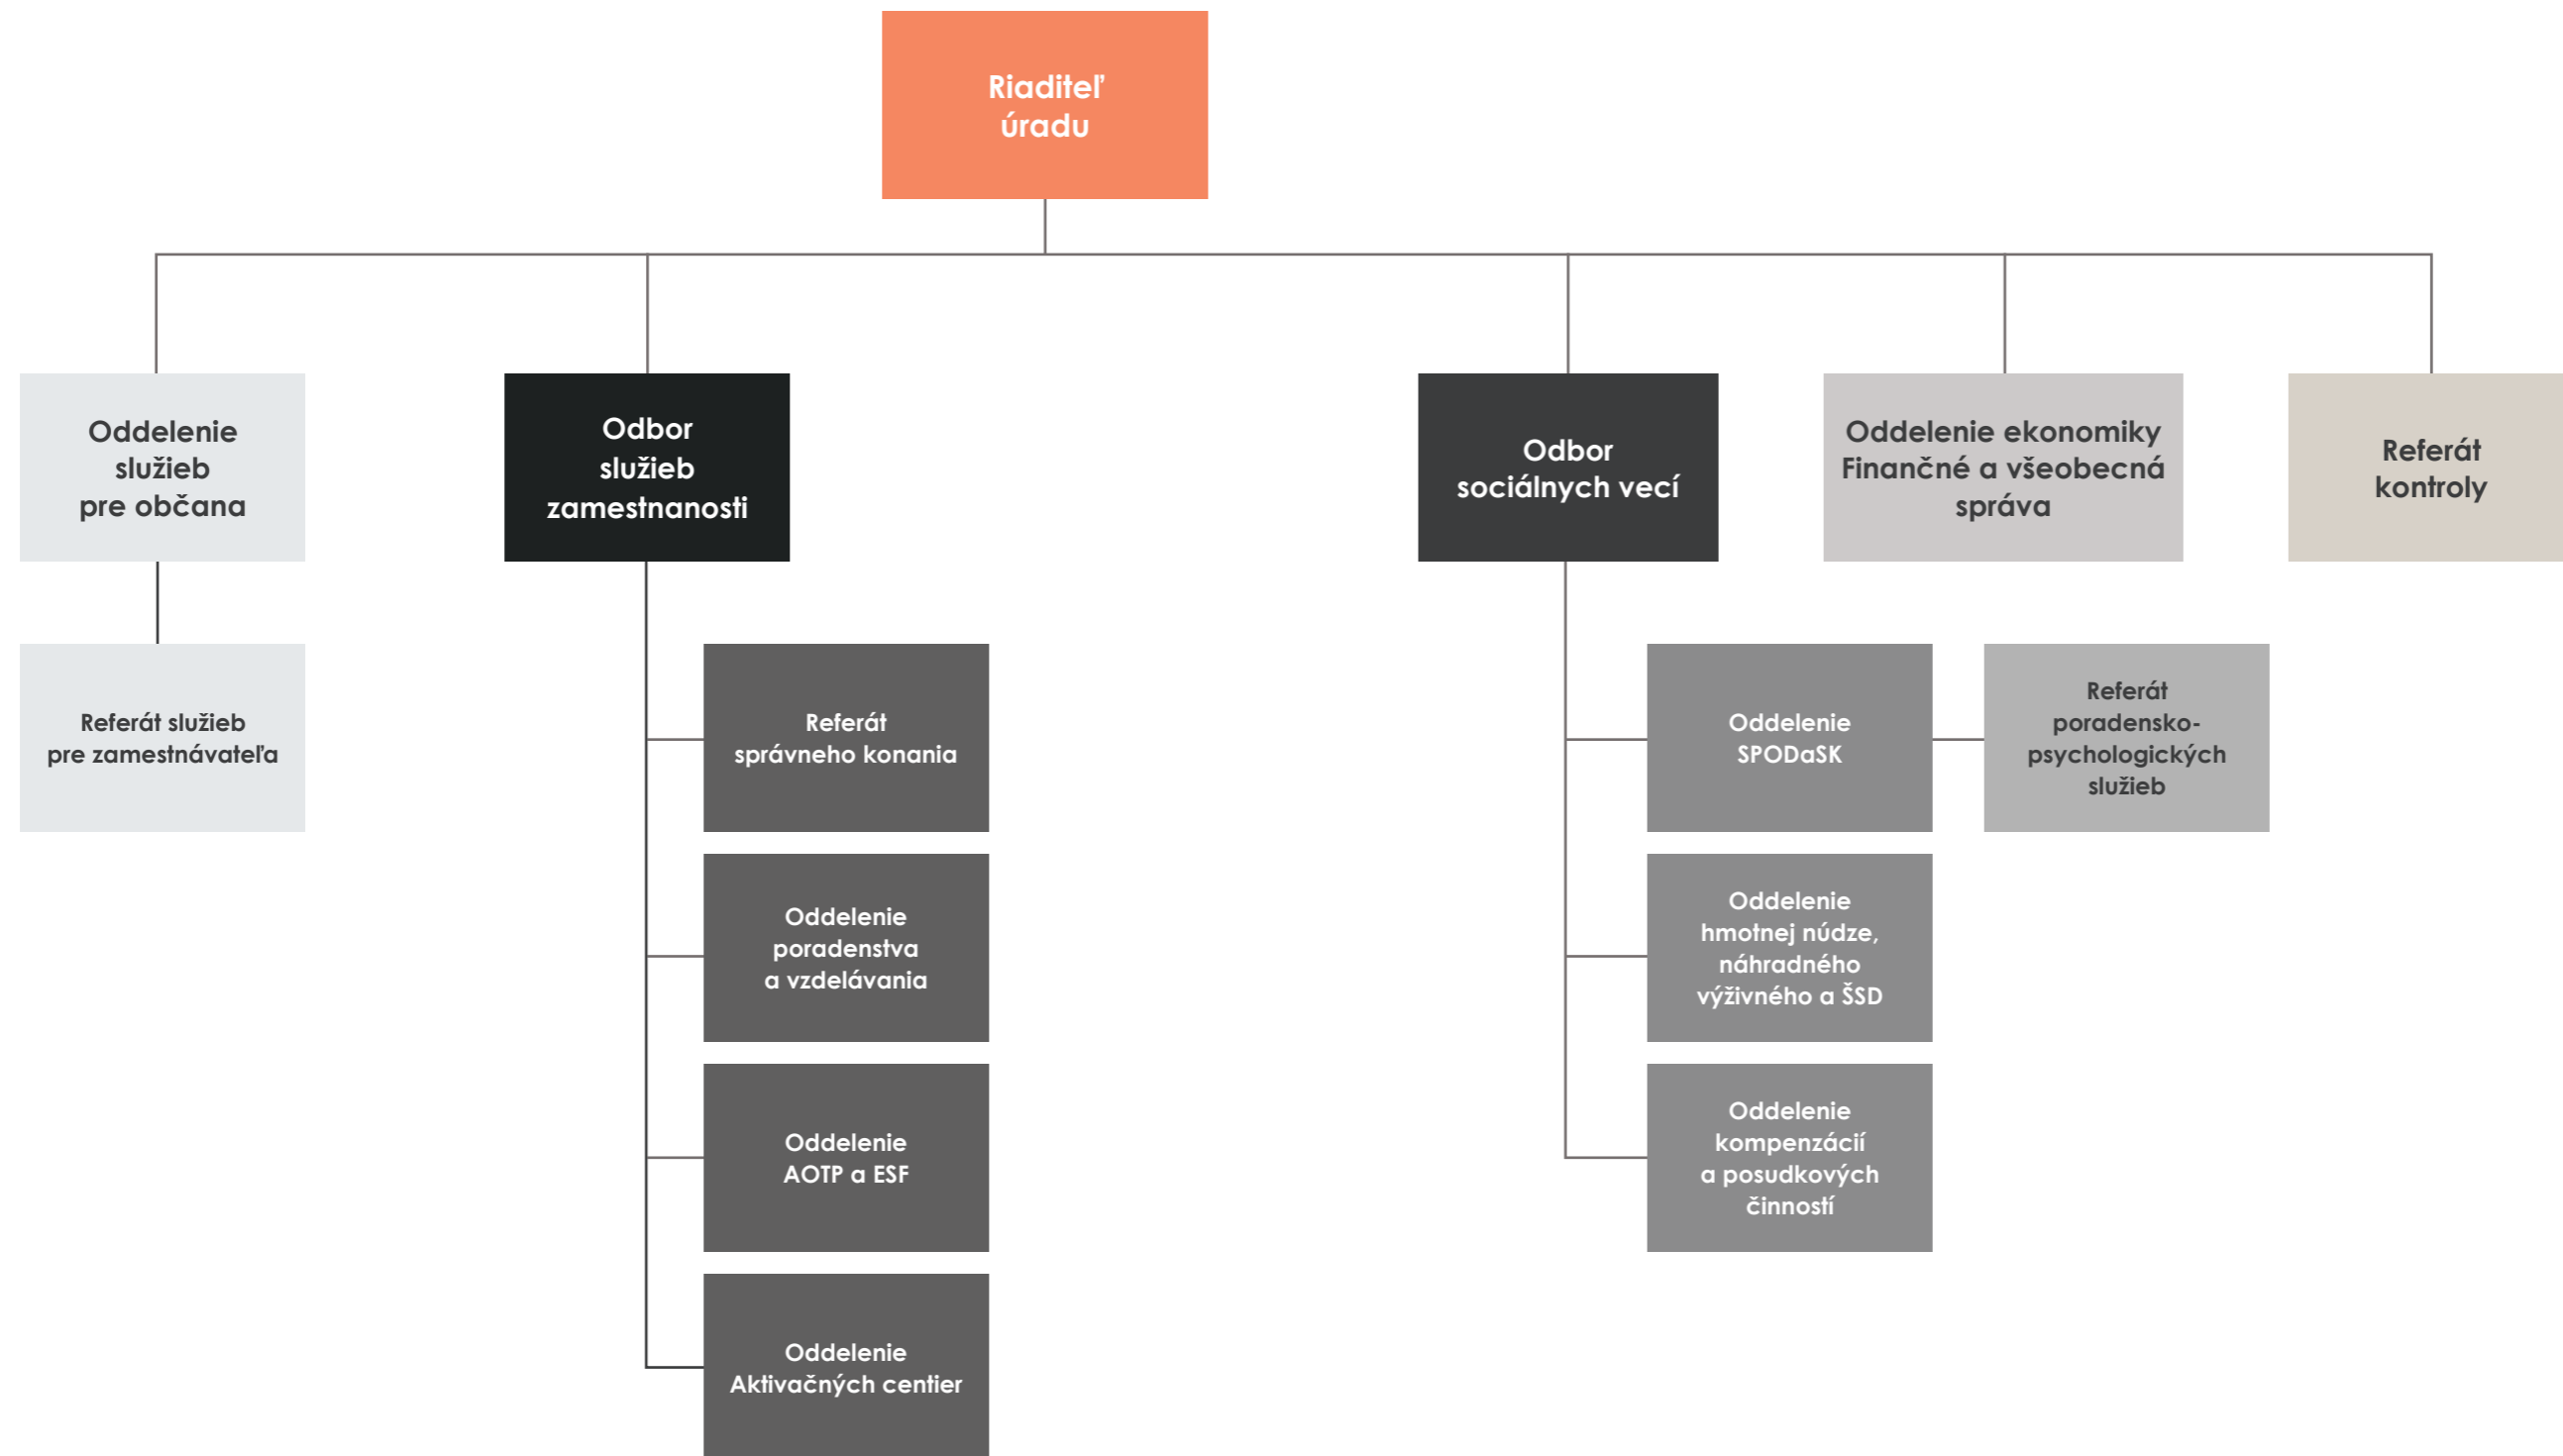 Riaditeľ
úradu
Oddelenie
služieb
pre občana
Odbor
služieb
zamestnanosti
Odbor
sociálnych vecí
Oddelenie ekonomiky
Finančné a všeobecná
správa
Referát
kontroly
Referát služieb
pre zamestnávateľa
Referát
správneho konania
Oddelenie
SPODaSK
Referát
poradensko-
psychologických
služieb
Oddelenie
poradenstva
a vzdelávania
Oddelenie
hmotnej núdze,
náhradného
výživného a ŠSD
Oddelenie
AOTP a ESF
Oddelenie
kompenzácií
a posudkových
činností
Oddelenie
Aktivačných centier